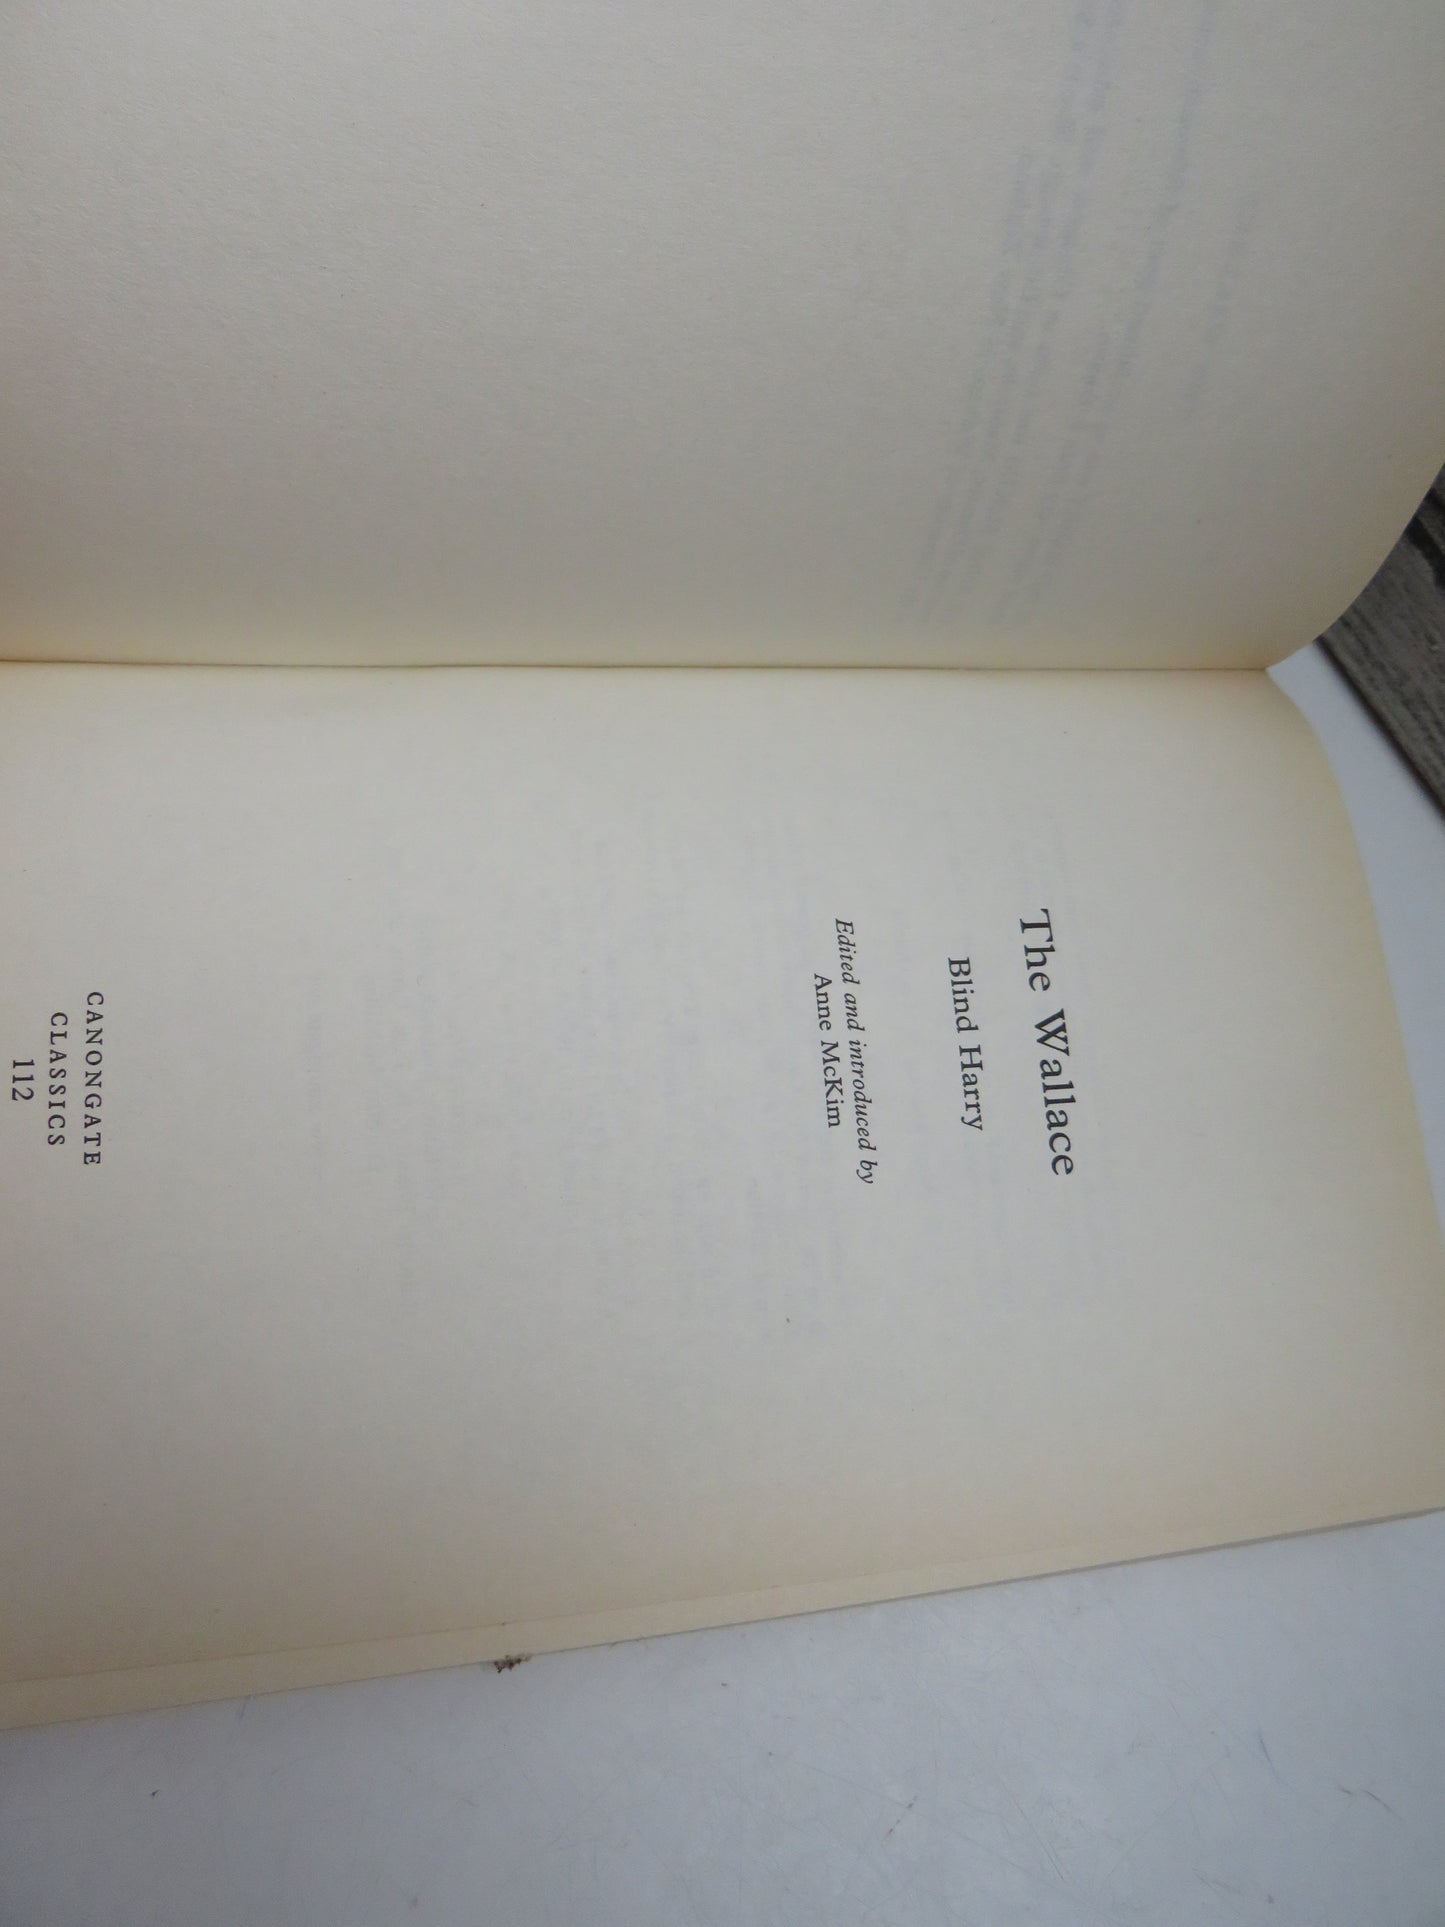 The Wallace
Blind Harry
Edited and introduced by
Anne McKim
CANONGATE
CLASSICS
112